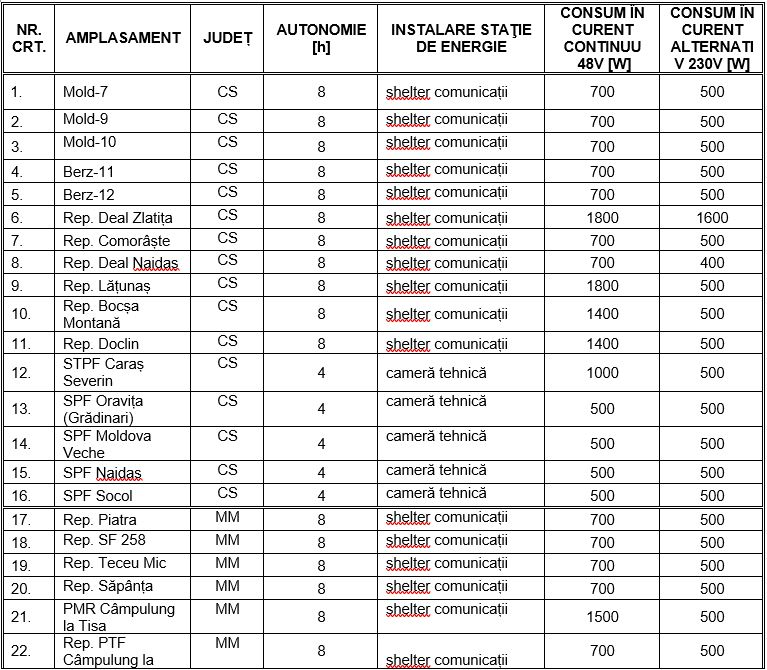 NR. CRT. | AMPLASAMENT | JUDEȚ | AUTONOMIE [h] | INSTALARE STAŢIE DE ENERGIE | CONSUM ÎN CURENT CONTINUU 48V [W] | CONSUM ÎN CURENT ALTERNATI V 230V [W]
1. | Mold-7 | CS | 8 | shelter comunicații | 700 | 500
2. | Mold-9 | CS | 8 | shelter comunicații | 700 | 500
3. | Mold-10 | CS | 8 | shelter comunicații | 700 | 500
4. | Berz-11 | CS | 8 | shelter comunicații | 700 | 500
5. | Berz-12 | CS | 8 | shelter comunicații | 700 | 500
6. | Rep. Deal Zlatița | CS | 8 | shelter comunicații | 1800 | 1600
7. | Rep. Comorâște | CS | 8 | shelter comunicații | 700 | 500
8. | Rep. Deal Naidaș | CS | 8 | shelter comunicații | 700 | 400
9. | Rep. Lățunaș | CS | 8 | shelter comunicații | 1800 | 500
10. | Rep. Bocșa Montană | CS | 8 | shelter comunicații | 1400 | 500
11. | Rep. Doclin | CS | 8 | shelter comunicații | 1400 | 500
12. | STPF Caraș Severin | CS | 4 | cameră tehnică | 1000 | 500
13. | SPF Oravița (Grădinari) | CS | 4 | cameră tehnică | 500 | 500
14. | SPF Moldova Veche | CS | 4 | cameră tehnică | 500 | 500
15. | SPF Naidaș | CS | 4 | cameră tehnică | 500 | 500
16. | SPF Socol | CS | 4 | cameră tehnică | 500 | 500
17. | Rep. Piatra | MM | 8 | shelter comunicații | 700 | 500
18. | Rep. SF 258 | MM | 8 | shelter comunicații | 700 | 500
19. | Rep. Teceu Mic | MM | 8 | shelter comunicații | 700 | 500
20. | Rep. Săpânța | MM | 8 | shelter comunicații | 700 | 500
21. | PMR Câmpulung la Tisa | MM | 8 | shelter comunicații | 1500 | 500
22. | Rep. PTF Câmpulung la | MM | 8 | shelter comunicații | 700 | 500